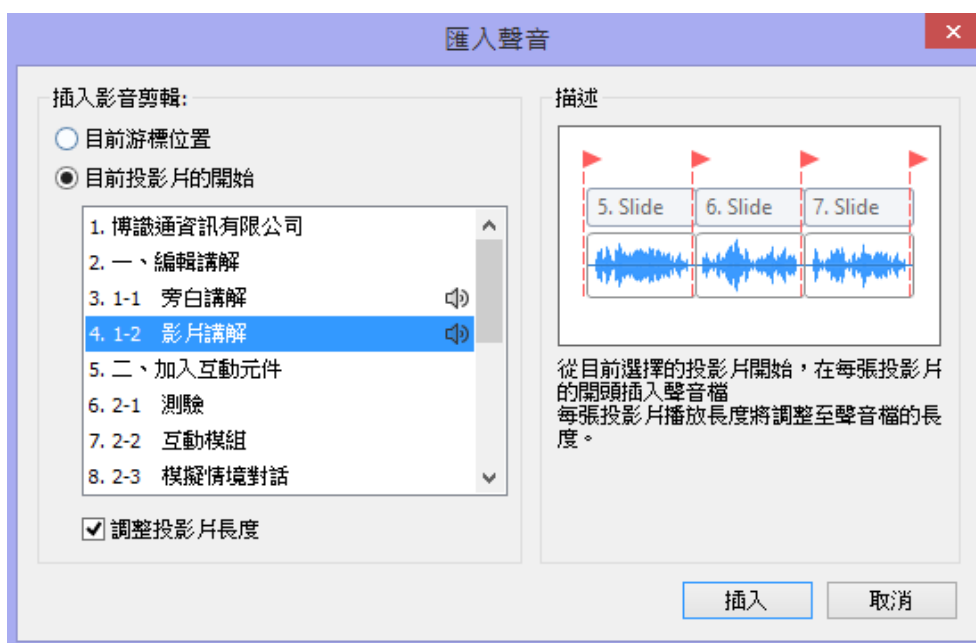 匯入聲音
插入影音剪輯:
目前游標位置
目前投影片的開始
1. 博識通資訊有限公司
2. 一、編輯講解
3. 1-1 旁白講解
4. 1-2 影片講解
5. 二、加入互動元件
6. 2-1 測驗
7. 2-2 互動模組
8. 2-3 模擬情境對話
調整投影片長度
描述
5. Slide 6. Slide 7. Slide
從目前選擇的投影片開始，在每張投影片
的開頭插入聲音檔
每張投影片播放長度將調整至聲音檔的長
度。
插入 取消